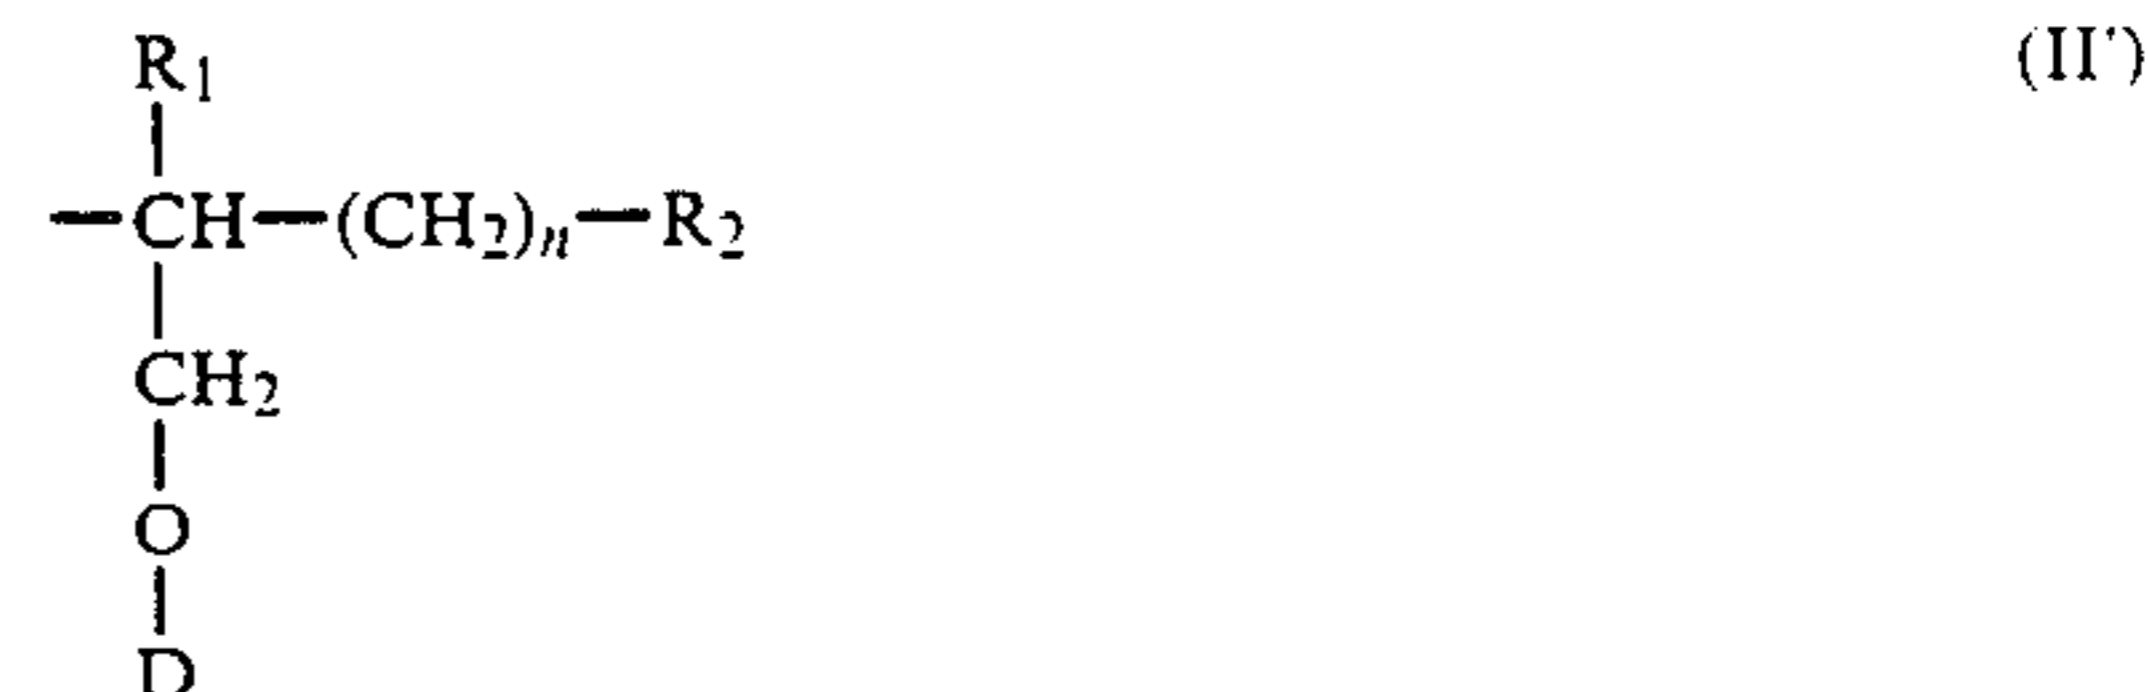 R1 (II')
-CH-(CH2)n-R2
CH2
O
D